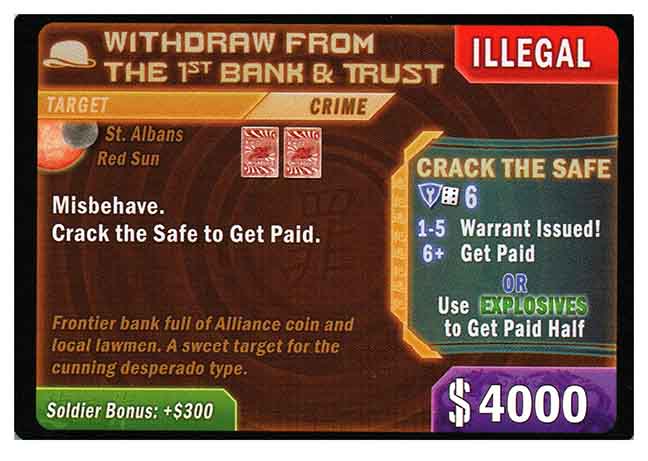 WITHDRAW FROM
THE 1ST BANK & TRUST
ILLEGAL
TARGET
CRIME
St. Albans
Red Sun
Misbehave.
Crack the Safe to Get Paid.
CRACK THE SAFE
6
1-5 Warrant Issued!
6+ Get Paid
OR
Use EXPLOSIVES
to Get Paid Half
Frontier bank full of Alliance coin and
local lawmen. A sweet target for the
cunning desperado type.
Soldier Bonus: +$300
$4000